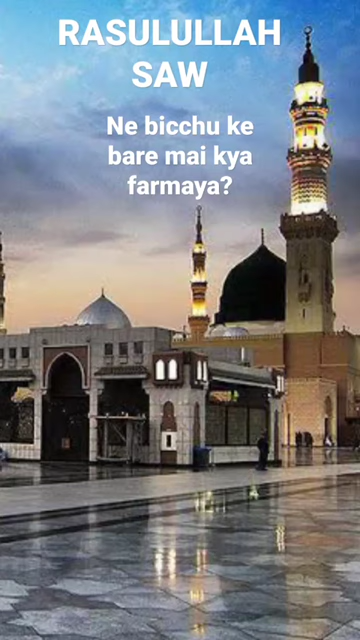 RASULULLAH
SAW
Ne bicchu ke
bare mai kya
farmaya?